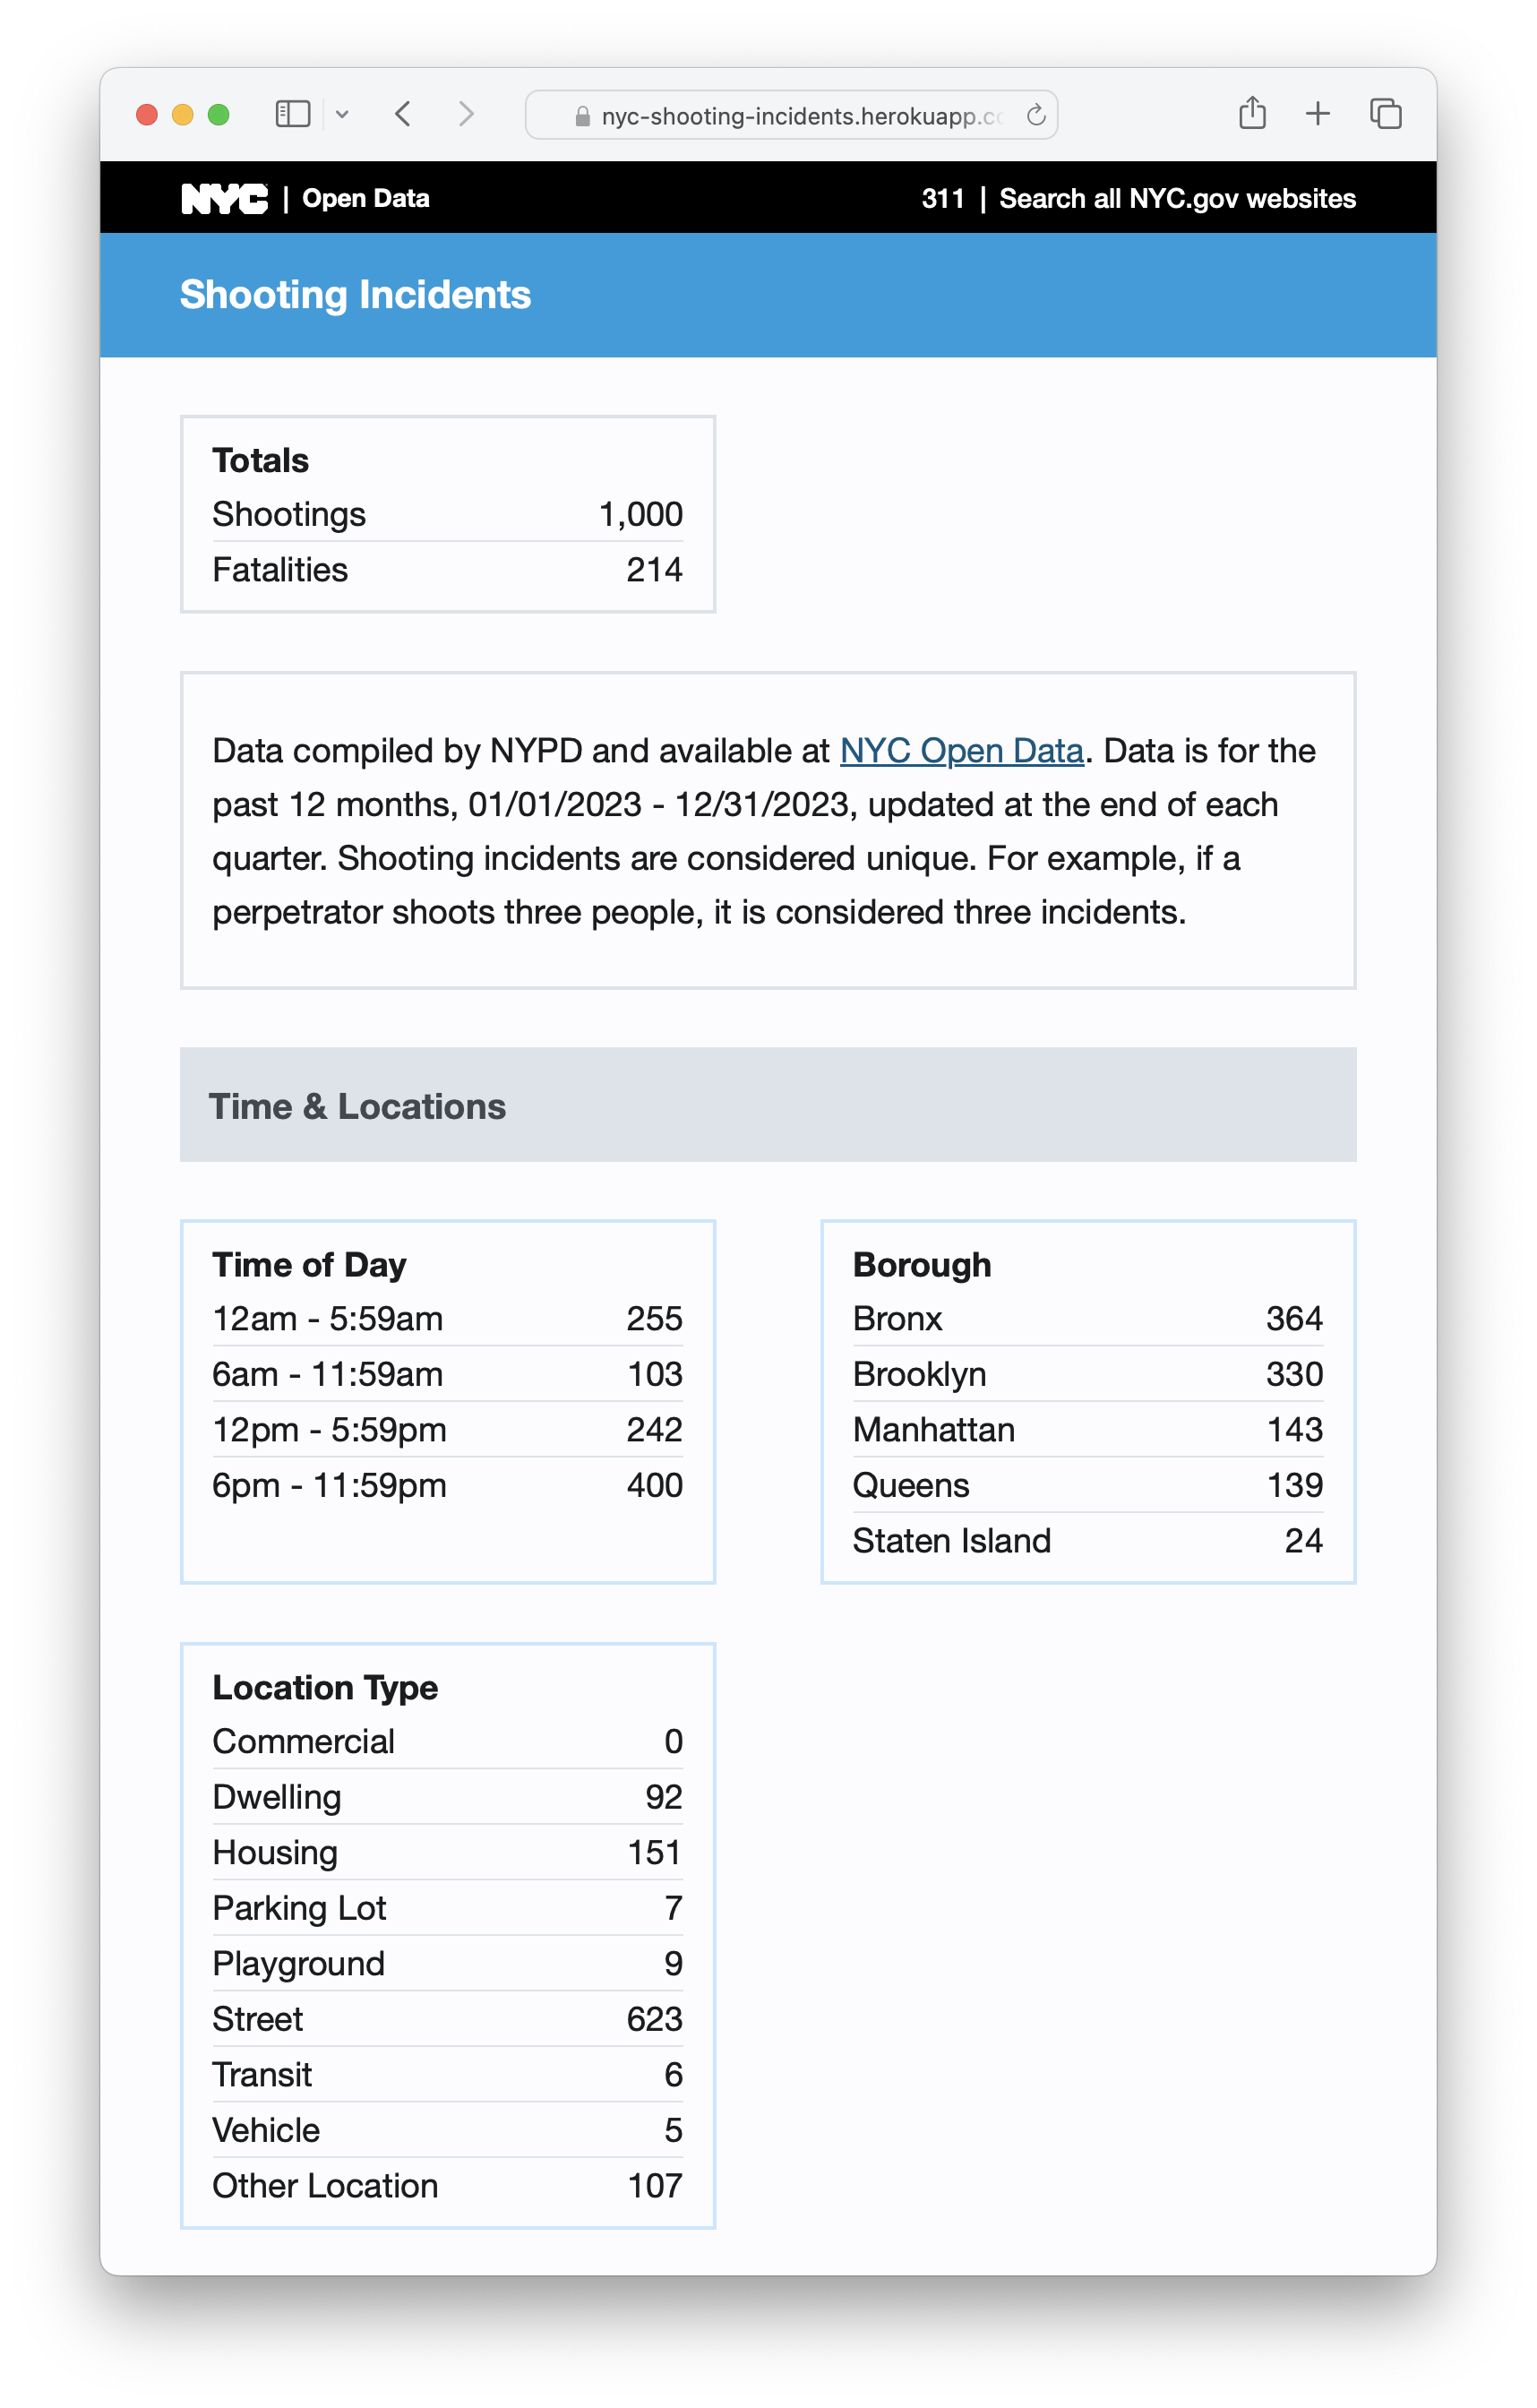 nyc-shooting-incidents.herokuapp.c
NYC | Open Data
311 | Search all NYC.gov websites
Shooting Incidents
Totals
Shootings 1,000
Fatalities 214
Data compiled by NYPD and available at NYC Open Data. Data is for the
past 12 months, 01/01/2023 - 12/31/2023, updated at the end of each
quarter. Shooting incidents are considered unique. For example, if a
perpetrator shoots three people, it is considered three incidents.
Time & Locations
Time of Day
12am - 5:59am 255
6am - 11:59am 103
12pm - 5:59pm 242
6pm - 11:59pm 400
Borough
Bronx 364
Brooklyn 330
Manhattan 143
Queens 139
Staten Island 24
Location Type
Commercial 0
Dwelling 92
Housing 151
Parking Lot 7
Playground 9
Street 623
Transit 6
Vehicle 5
Other Location 107